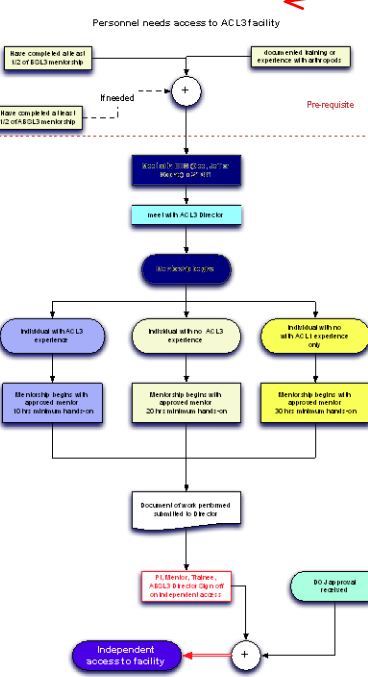 Personnel needs access to ACL3 facility
Have completed at least
1/2 of BSL3 mentorship
documented training or
experience with arthropods
+
If needed
Have completed at least
1/2 of ABSL3 mentorship
Pre-requisite
meet with ACL3 Director
Individual with ACL3
experience
Individual with no ACL3
experience
Individual with no
with ACL1 experience
only
Mentorship begins with
approved mentor
10 hrs minimum hands-on
Mentorship begins with
approved mentor
20 hrs minimum hands-on
Mentorship begins with
approved mentor
30 hrs minimum hands-on
Document of work performed
submitted to Director
PI, Mentor, Trainee,
ABSL3 Director Sign off
on independent access
DOJ approval
received
+
Independent
access to facility